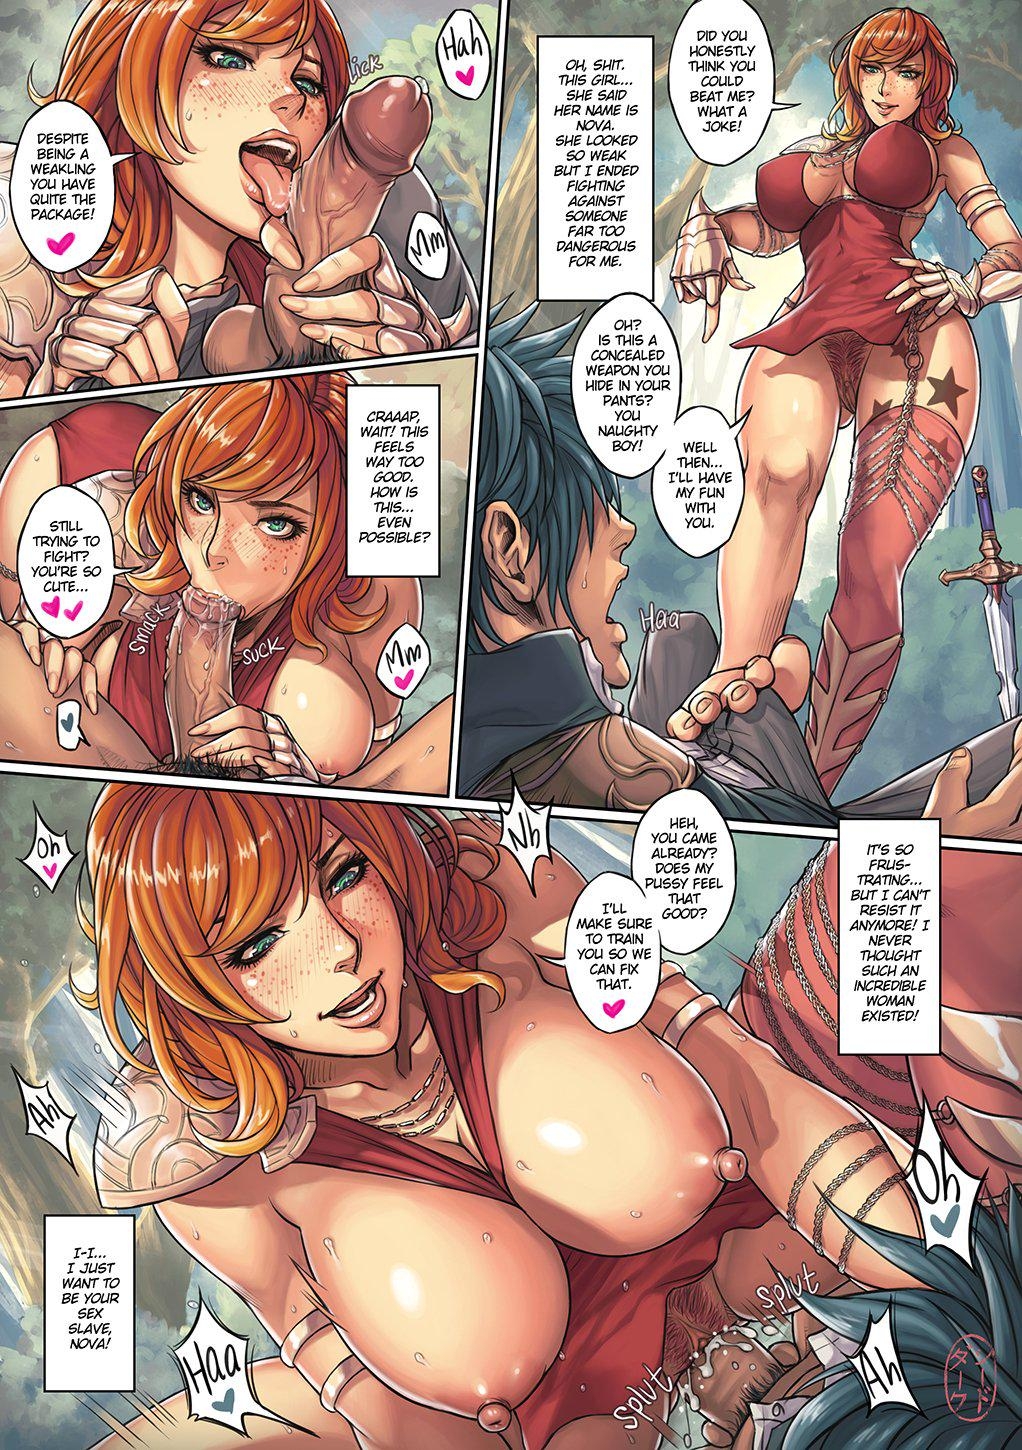 DID YOU
HONESTLY
THINK YOU
COULD
BEAT ME?
WHAT A
JOKE!
OH, SHIT.
THIS GIRL...
SHE SAID
HER NAME IS
NOVA.
SHE LOOKED
SO WEAK
BUT I ENDED
FIGHTING
AGAINST
SOMEONE
FAR TOO
DANGEROUS
FOR ME.
OH?
IS THIS A
CONCEALED
WEAPON YOU
HIDE IN YOUR
PANTS?
YOU
NAUGHTY
BOY!
WELL
THEN...
I'LL HAVE
MY FUN
WITH
YOU.
Haa
Hah
lick
DESPITE
BEING A
WEAKLING
YOU HAVE
QUITE THE
PACKAGE!
Mm
CRAAAP,
WAIT! THIS
FEELS
WAY TOO
GOOD.
HOW IS
THIS...
EVEN
POSSIBLE?
STILL
TRYING TO
FIGHT?
YOU'RE SO
CUTE...
SMACK
SUCK
Mm
IT'S SO
FRUS-
TRATING...
BUT I CAN'T
RESIST IT
ANYMORE! I
NEVER
THOUGHT
SUCH AN
INCREDIBLE
WOMAN
EXISTED!
HEH,
YOU CAME
ALREADY?
DOES MY
PUSSY FEEL
THAT
GOOD?
I'LL
MAKE SURE
TO TRAIN
YOU SO WE
CAN FIX
THAT.
Nh
Oh
Ah!
Oh
I-I...
I JUST
WANT TO
BE YOUR
SEX
SLAVE,
NOVA!
Haa
Splut
Splut
Ah
ダーク
ンード